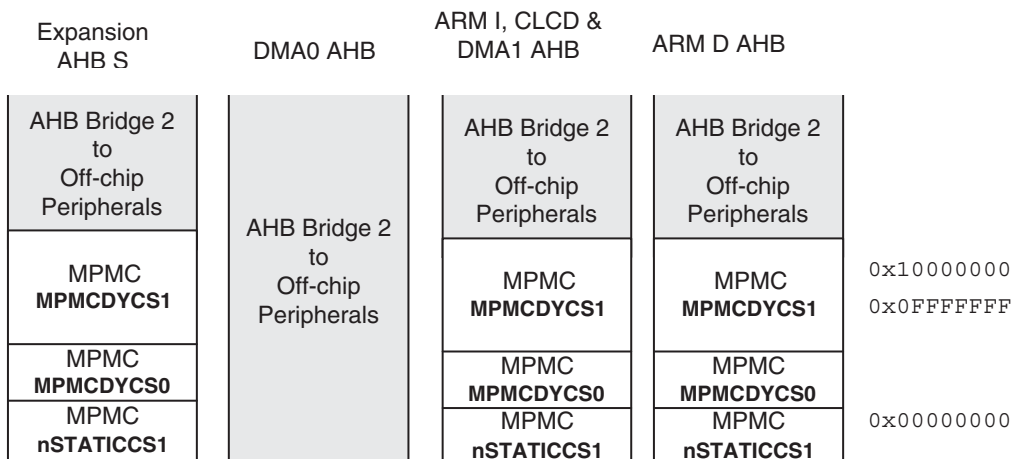 Expansion
AHB S
DMA0 AHB
ARM I, CLCD &
DMA1 AHB
ARM D AHB
AHB Bridge 2
to
Off-chip
Peripherals
MPMC
MPMCDYCS1
MPMC
MPMCDYCS0
MPMC
nSTATICCS1
AHB Bridge 2
to
Off-chip
Peripherals
AHB Bridge 2
to
Off-chip
Peripherals
MPMC
MPMCDYCS1
MPMC
MPMCDYCS0
MPMC
nSTATICCS1
AHB Bridge 2
to
Off-chip
Peripherals
MPMC
MPMCDYCS1
MPMC
MPMCDYCS0
MPMC
nSTATICCS1
0x10000000
0x0FFFFFFF
0x00000000